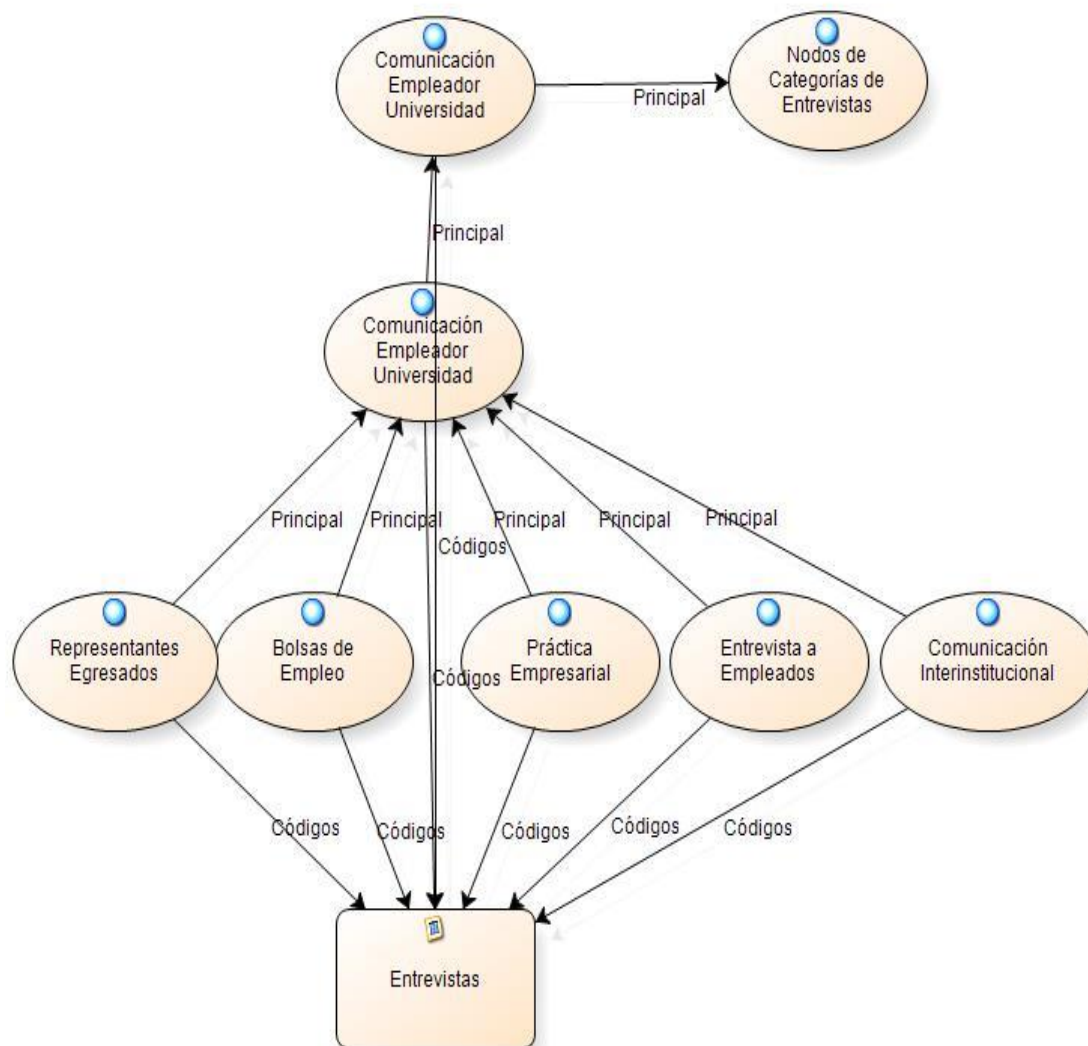 Comunicación
Empleador
Universidad
Nodos de
Categorías de
Entrevistas
Principal
Principal
Comunicación
Empleador
Universidad
Principal
Principal
Principal
Principal
Principal
Códigos
Representantes
Egresados
Bolsas de
Empleo
Práctica
Empresarial
Entrevista a
Empleados
Comunicación
Interinstitucional
Códigos
Códigos
Códigos
Códigos
Códigos
Códigos
Entrevistas